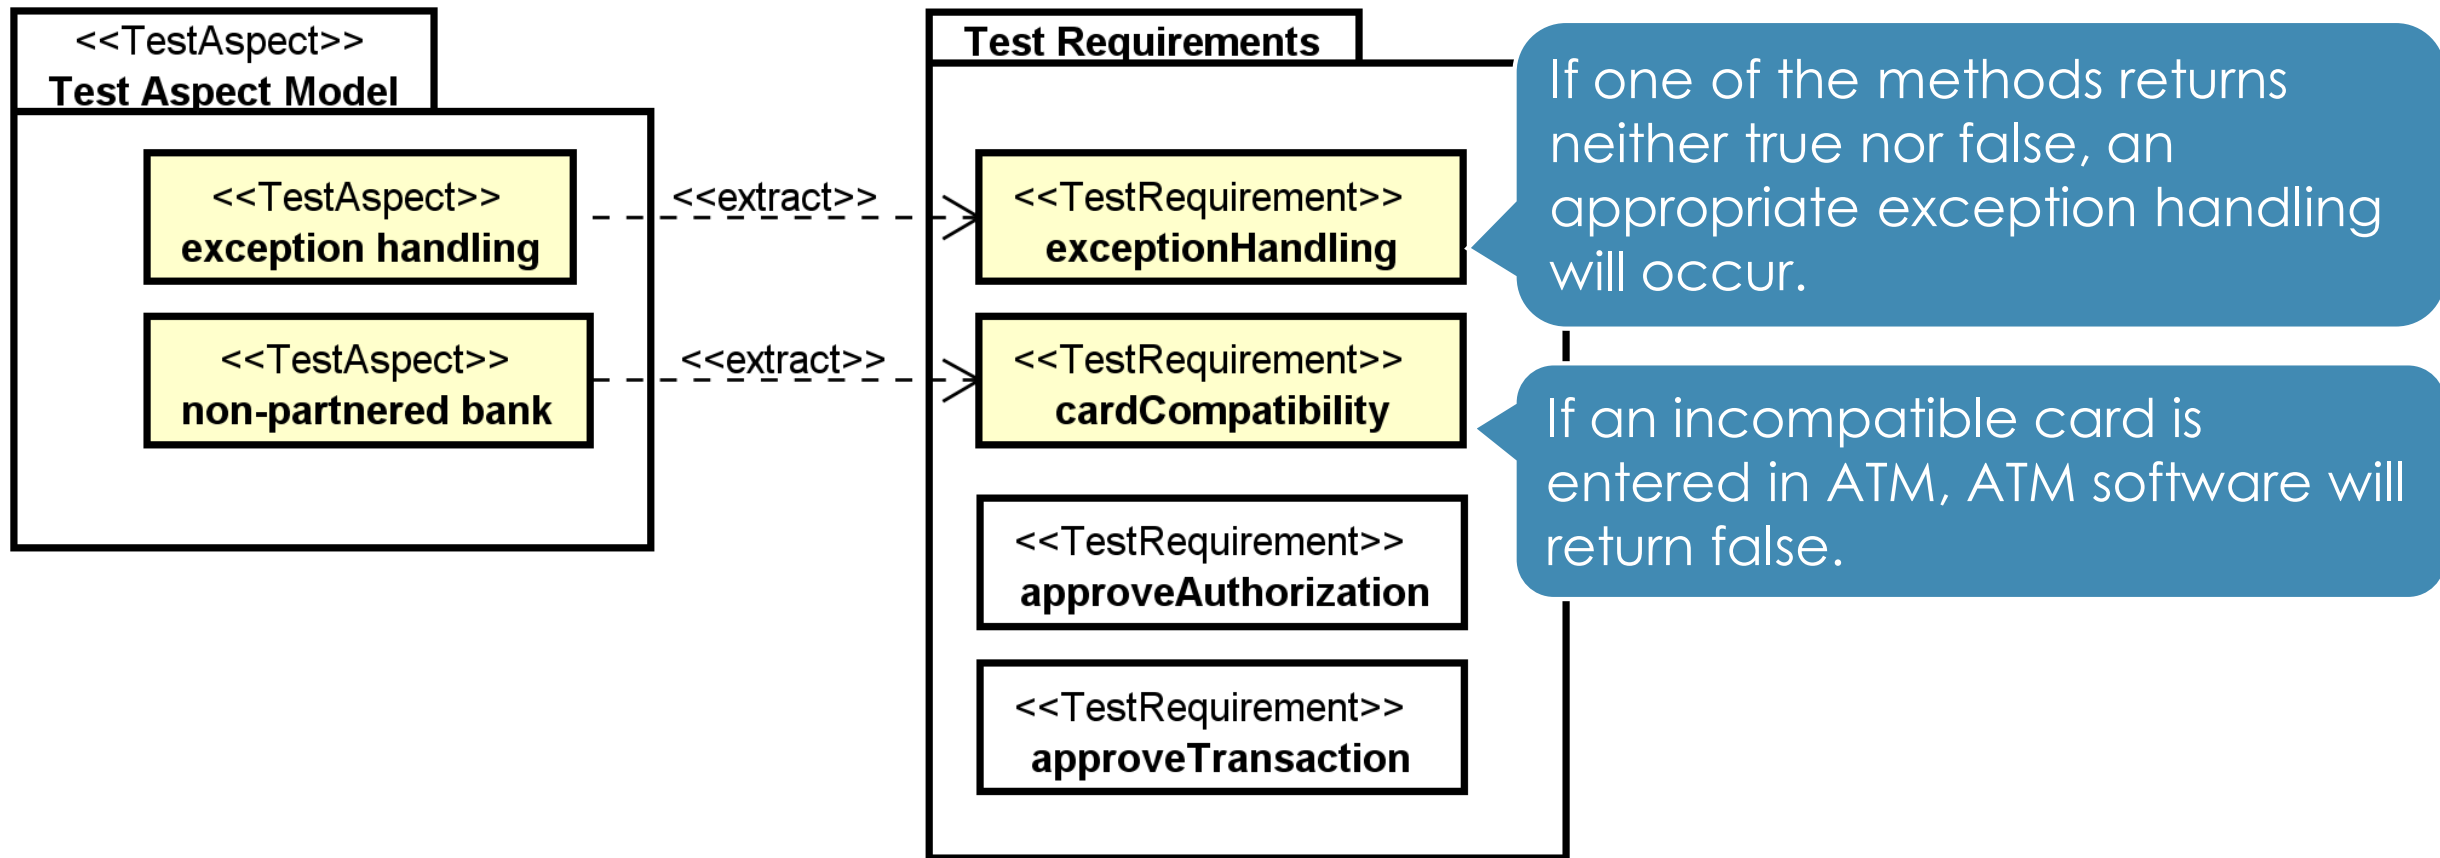 <<TestAspect>>
Test Aspect Model
<<TestAspect>>
exception handling
<<TestAspect>>
non-partnered bank
<<extract>>
<<extract>>
Test Requirements
<<TestRequirement>>
exceptionHandling
<<TestRequirement>>
cardCompatibility
<<TestRequirement>>
approveAuthorization
<<TestRequirement>>
approveTransaction
If one of the methods returns
neither true nor false, an
appropriate exception handling
will occur.
If an incompatible card is
entered in ATM, ATM software will
return false.